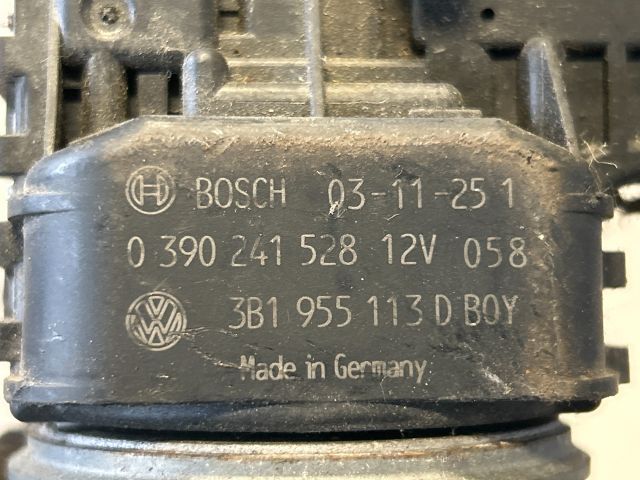 BOSCH 03-11-25 1
0 390 241 528 12V 058
3B1 955 113 D BOY
Made in Germany